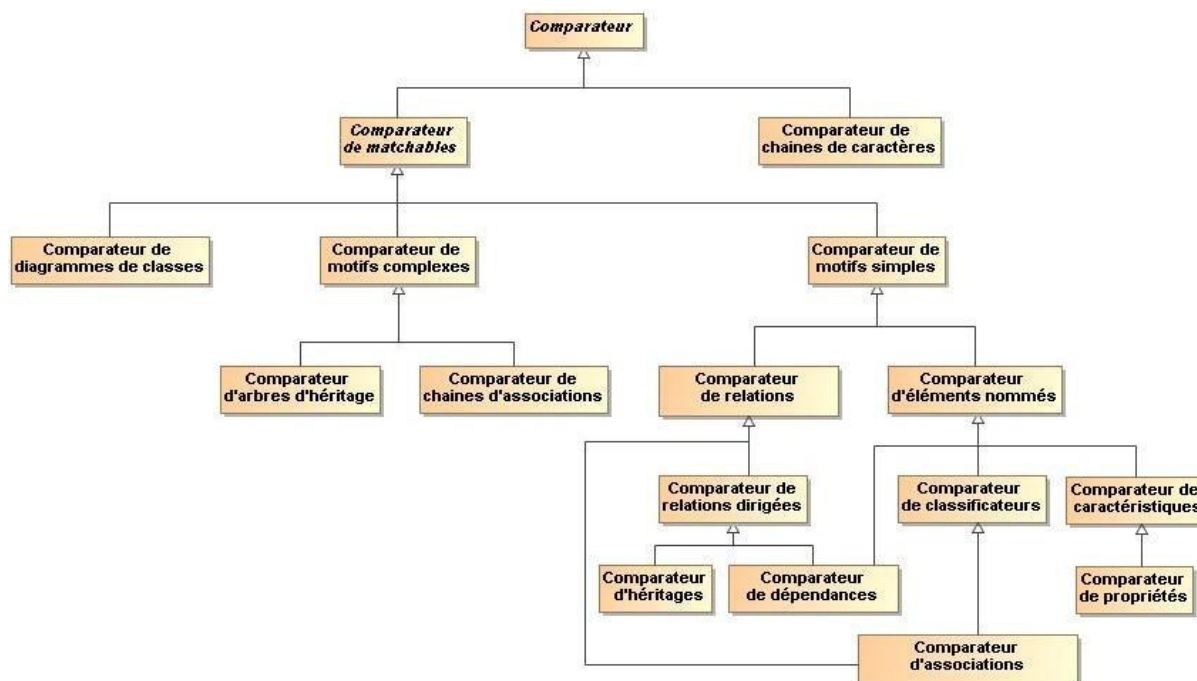 Comparateur
Comparateur
de matchables
Comparateur de
chaines de caractères
Comparateur de
diagrammes de classes
Comparateur de
motifs complexes
Comparateur de
motifs simples
Comparateur
d'arbres d'héritage
Comparateur de
chaines d'associations
Comparateur
de relations
Comparateur
d'éléments nommés
Comparateur de
relations dirigées
Comparateur
de classificateurs
Comparateur de
caractéristiques
Comparateur
d'héritages
Comparateur
de dépendances
Comparateur
de propriétés
Comparateur
d'associations